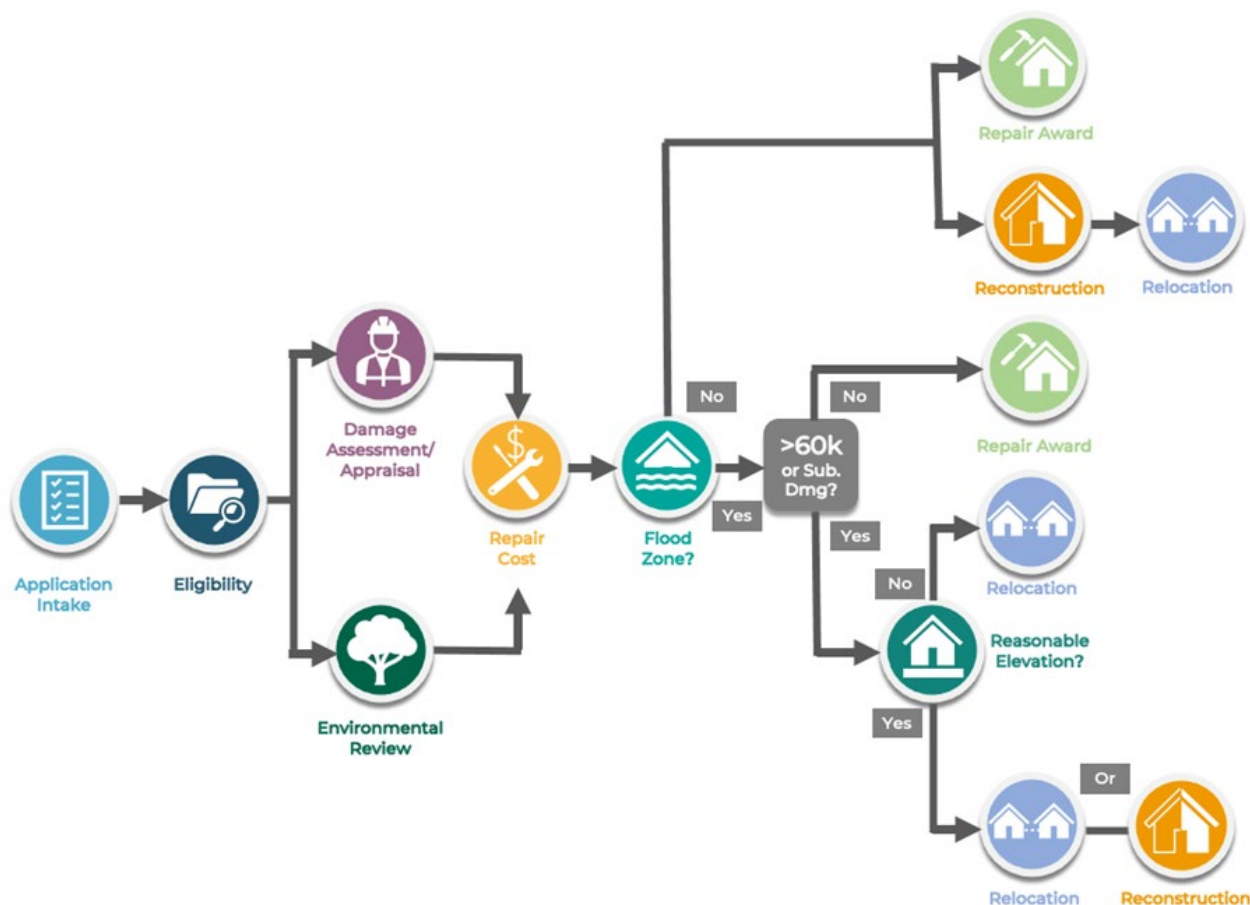 Repair Award
Reconstruction
Relocation
Damage
Assessment/
Appraisal
No
No
>60k
or Sub.
Dmg?
Repair Award
Application
Intake
Eligibility
$
Repair
Cost
Flood
Zone?
Yes
Yes
No
Relocation
Reasonable
Elevation?
Environmental
Review
Yes
Or
Relocation
Reconstruction